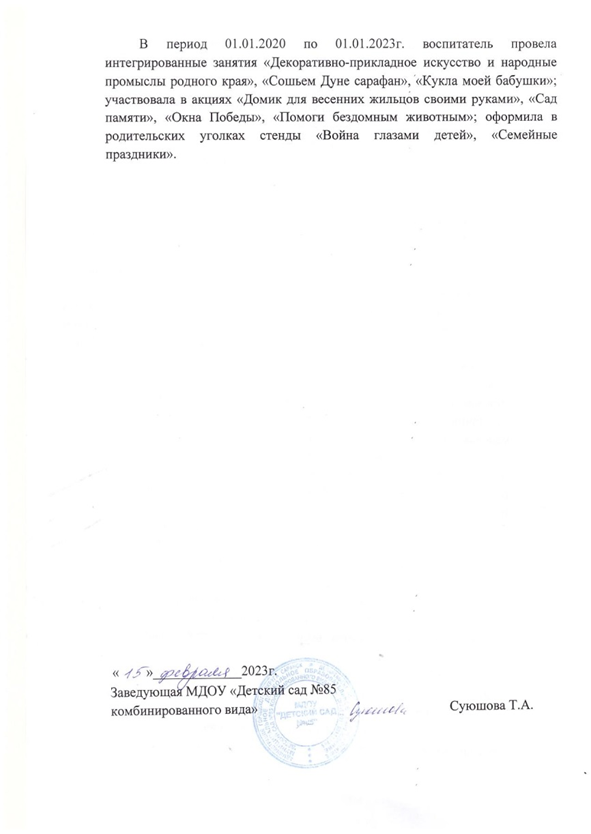 В период 01.01.2020 по 01.01.2023г. воспитатель провела
интегрированные занятия «Декоративно-прикладное искусство и народные
промыслы родного края», «Сошьем Дуне сарафан», «Кукла моей бабушки»;
участвовала в акциях «Домик для весенних жильцов своими руками», «Сад
памяти», «Окна Победы», «Помоги бездомным животным»; оформила в
родительских уголках стенды «Война глазами детей», «Семейные
праздники».
« 15 » февраля 2023г.
Заведующая МДОУ «Детский сад №85
комбинированного вида» Суюшова Суюшова Т.А.
"ДЕТСКИЙ САД